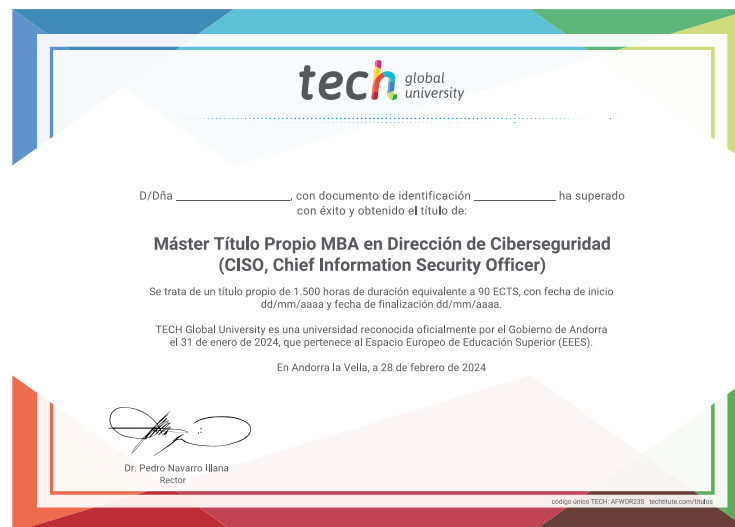 tech global university
D/Dña ____________________, con documento de identificación ______________ ha superado
con éxito y obtenido el título de:
Máster Título Propio MBA en Dirección de Ciberseguridad
(CISO, Chief Information Security Officer)
Se trata de un título propio de 1.500 horas de duración equivalente a 90 ECTS, con fecha de inicio
dd/mm/aaaa y fecha de finalización dd/mm/aaaa.
TECH Global University es una universidad reconocida oficialmente por el Gobierno de Andorra
el 31 de enero de 2024, que pertenece al Espacio Europeo de Educación Superior (EEES).
En Andorra la Vella, a 28 de febrero de 2024
Dr. Pedro Navarro Illana
Rector
código único TECH: AFWOR23S techtitute.com/titulos